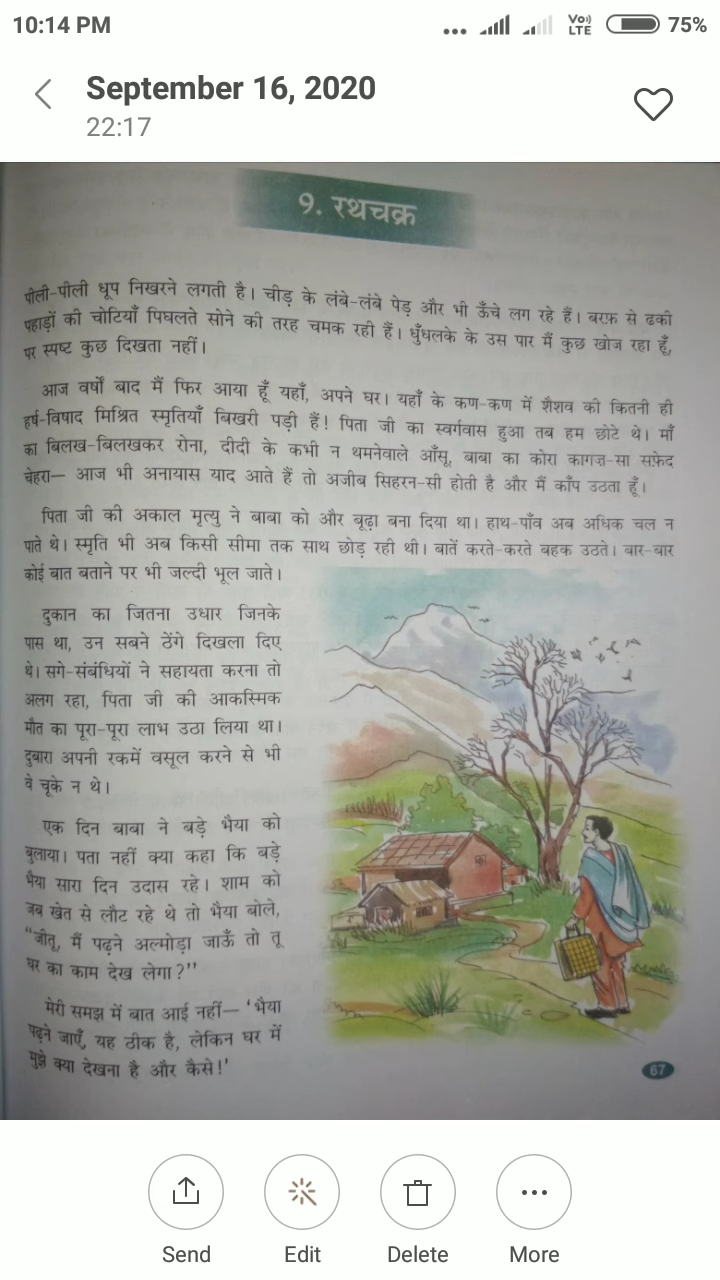 10:14 PM
... Vo)) LTE 75%
September 16, 2020
22:17
9. रथचक्र
पीली-पीली धूप निखरने लगती है। चीड़ के लंबे-लंबे पेड़ और भी ऊँचे लग रहे हैं। बरफ़ से ढकी
पहाड़ों की चोटियाँ पिघलते सोने की तरह चमक रही हैं। धुँधलके के उस पार मैं कुछ खोज रहा हूँ,
पर स्पष्ट कुछ दिखता नहीं।
आज वर्षों बाद मैं फिर आया हूँ यहाँ, अपने घर। यहाँ के कण-कण में शैशव की कितनी ही
हर्ष-विषाद मिश्रित स्मृतियाँ बिखरी पड़ी हैं! पिता जी का स्वर्गवास हुआ तब हम छोटे थे। माँ
का बिलख-बिलखकर रोना, दीदी के कभी न थमनेवाले आँसू, बाबा का कोरा कागज़-सा सफ़ेद
चेहरा— आज भी अनायास याद आते हैं तो अजीब सिहरन-सी होती है और मैं काँप उठता हूँ।
पिता जी की अकाल मृत्यु ने बाबा को और बूढ़ा बना दिया था। हाथ-पाँव अब अधिक चल न
पाते थे। स्मृति भी अब किसी सीमा तक साथ छोड़ रही थी। बातें करते-करते बहक उठते। बार-बार
कोई बात बताने पर भी जल्दी भूल जाते।
दुकान का जितना उधार जिनके
पास था, उन सबने ठेंगे दिखला दिए
थे। सगे-संबंधियों ने सहायता करना तो
अलग रहा, पिता जी की आकस्मिक
मौत का पूरा-पूरा लाभ उठा लिया था।
दुबारा अपनी रकमें वसूल करने से भी
वे चूके न थे।
एक दिन बाबा ने बड़े भैया को
बुलाया। पता नहीं क्या कहा कि बड़े
भैया सारा दिन उदास रहे। शाम को
जब खेत से लौट रहे थे तो भैया बोले,
“जीतू, मैं पढ़ने अल्मोड़ा जाऊँ तो तू
घर का काम देख लेगा?’’
मेरी समझ में बात आई नहीं— ‘भैया
पढ़ने जाएँ, यह ठीक है, लेकिन घर में
मुझे क्या देखना है और कैसे!’
67
Send Edit Delete More